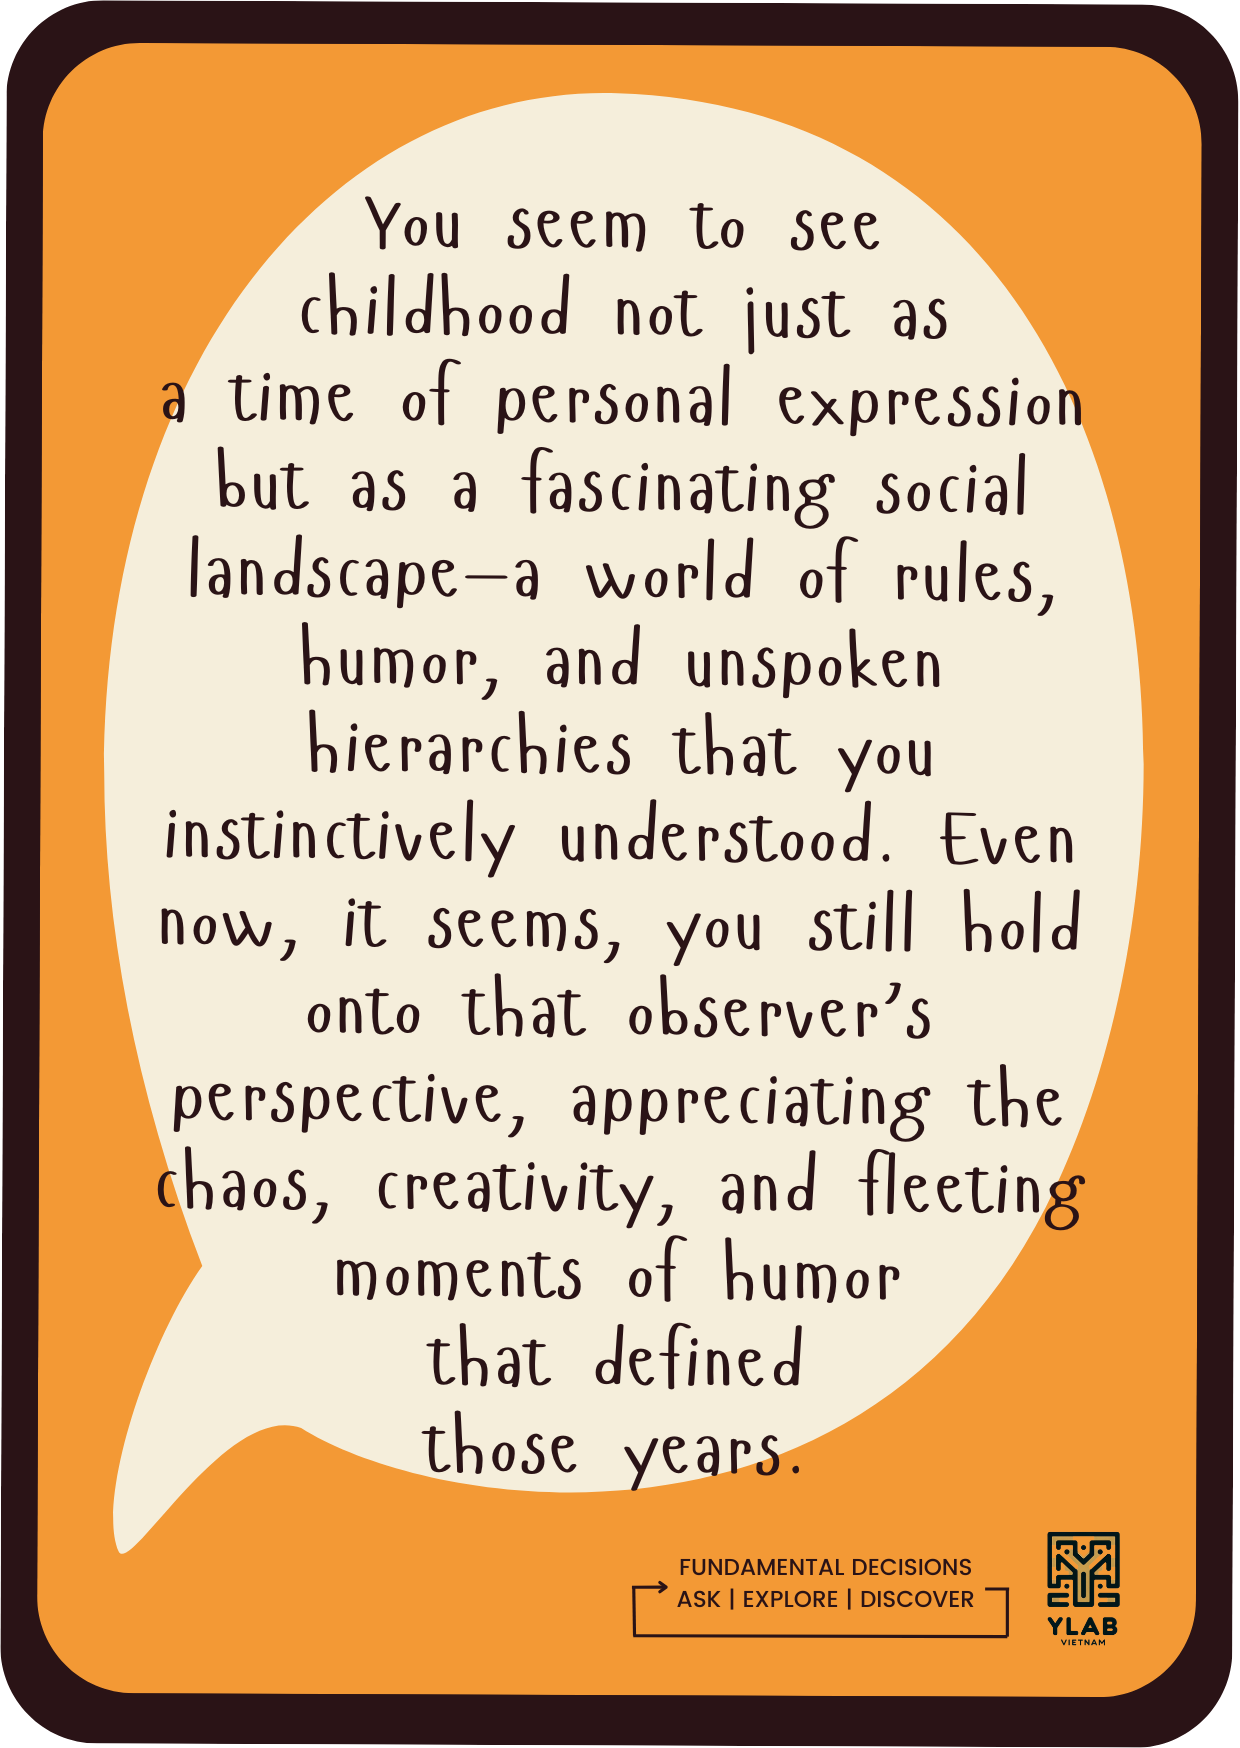 You seem to see
childhood not just as
a time of personal expression
but as a fascinating social
landscape—a world of rules,
humor, and unspoken
hierarchies that you
instinctively understood. Even
now, it seems, you still hold
onto that observer’s
perspective, appreciating the
chaos, creativity, and fleeting
moments of humor
that defined
those years.
FUNDAMENTAL DECISIONS
ASK | EXPLORE | DISCOVER
YLAB
VIETNAM